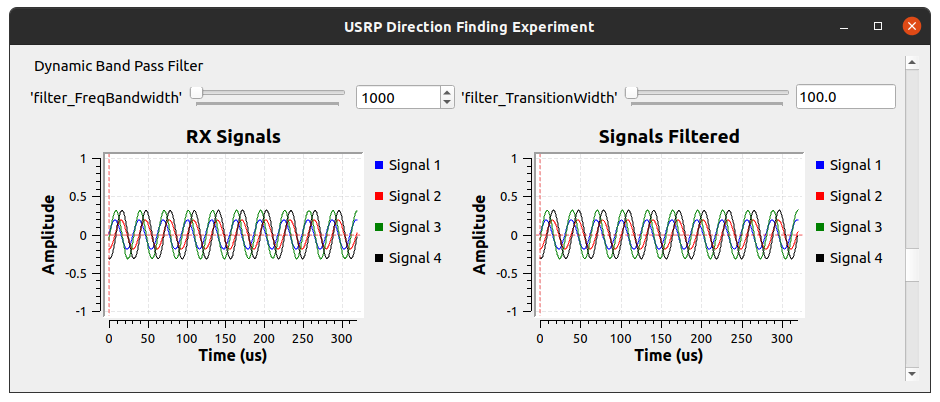 USRP Direction Finding Experiment
Dynamic Band Pass Filter
'filter_FreqBandwidth' 1000 'filter_TransitionWidth' 100.0
RX Signals
1
0.5
0
-0.5
-1
Amplitude
0 50 100 150 200 250 300
Time (us)
Signal 1
Signal 2
Signal 3
Signal 4
Signals Filtered
1
0.5
0
-0.5
-1
Amplitude
0 50 100 150 200 250 300
Time (us)
Signal 1
Signal 2
Signal 3
Signal 4